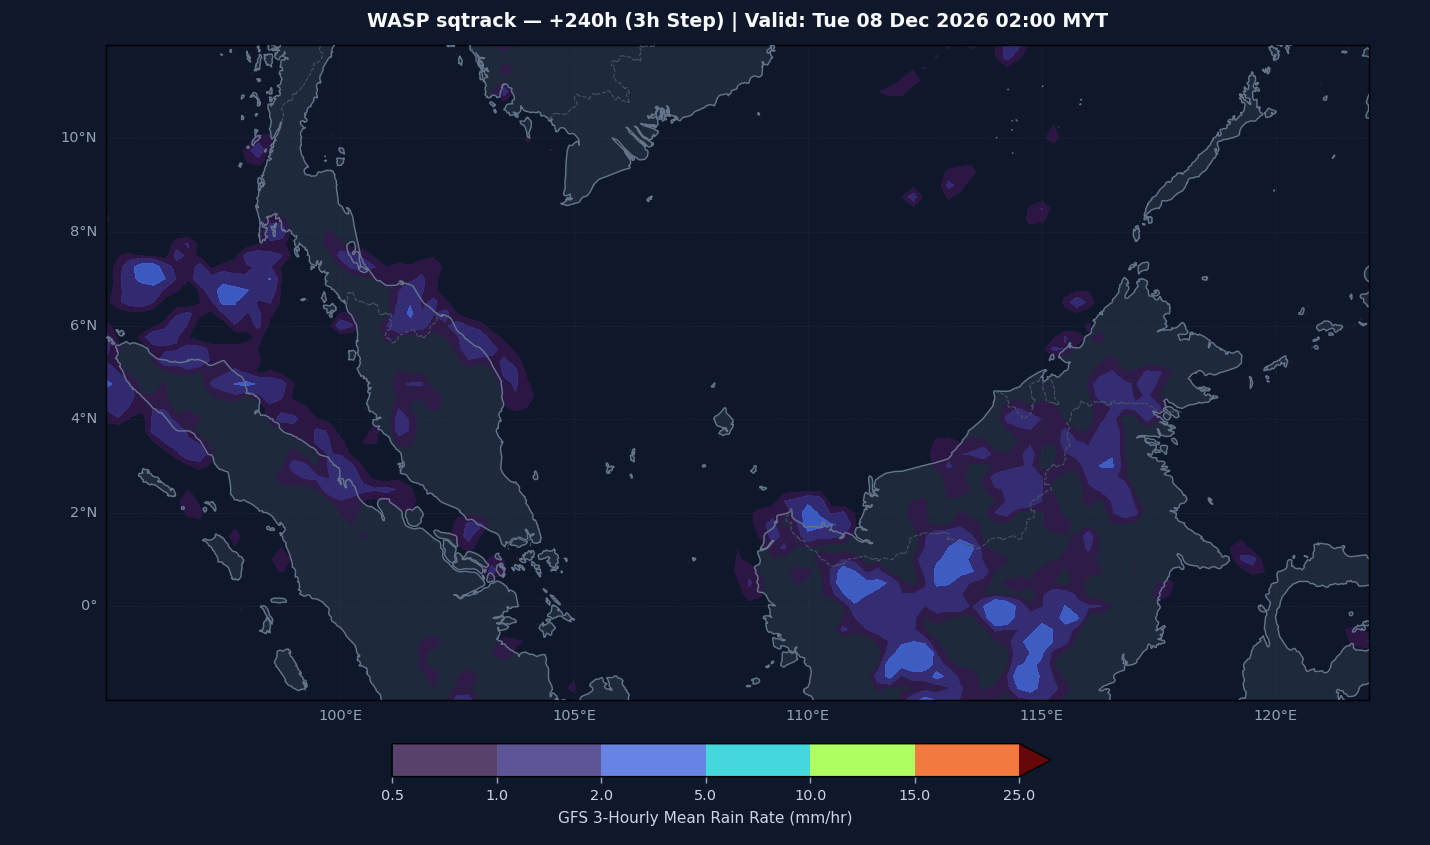 WASP sqtrack — +240h (3h Step) | Valid: Tue 08 Dec 2026 02:00 MYT
10°N
8°N
6°N
4°N
2°N
0°
100°E 105°E 110°E 115°E 120°E
0.5 1.0 2.0 5.0 10.0 15.0 25.0
GFS 3-Hourly Mean Rain Rate (mm/hr)